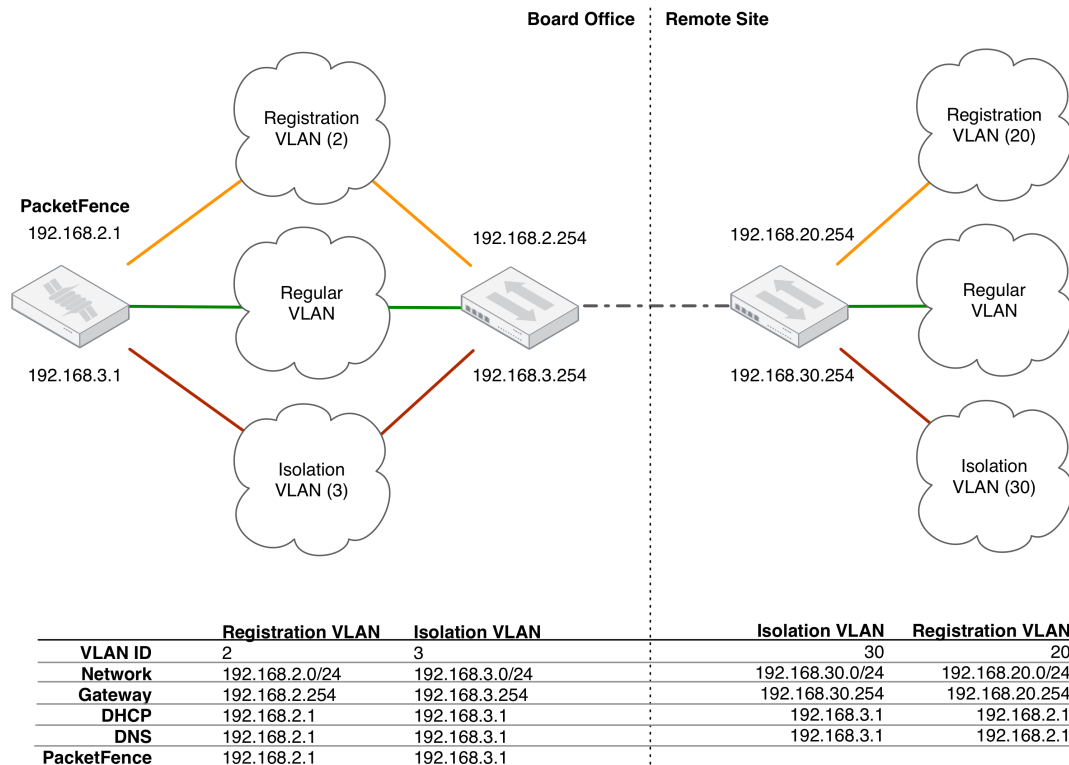 Board Office
Remote Site
Registration
VLAN (2)
Registration
VLAN (20)
PacketFence
192.168.2.1
192.168.2.254
192.168.20.254
Regular
VLAN
Regular
VLAN
192.168.3.1
192.168.3.254
192.168.30.254
Isolation
VLAN (3)
Isolation
VLAN (30)
Registration VLAN Isolation VLAN Isolation VLAN Registration VLAN
VLAN ID 2 3 30 20
Network 192.168.2.0/24 192.168.3.0/24 192.168.30.0/24 192.168.20.0/24
Gateway 192.168.2.254 192.168.3.254 192.168.30.254 192.168.20.254
DHCP 192.168.2.1 192.168.3.1 192.168.3.1 192.168.2.1
DNS 192.168.2.1 192.168.3.1 192.168.3.1 192.168.2.1
PacketFence 192.168.2.1 192.168.3.1